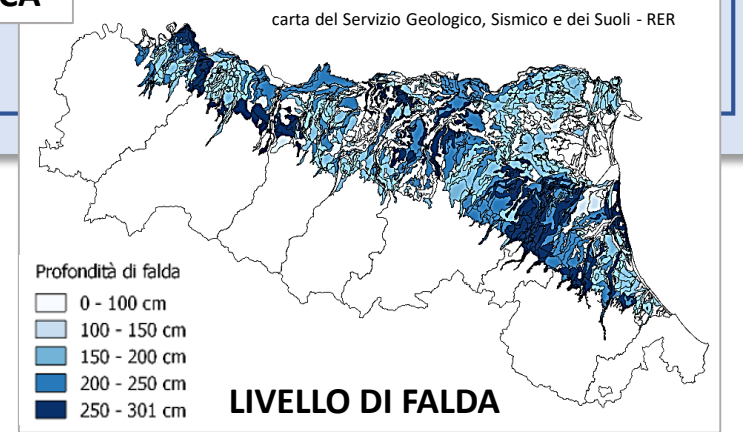 CA
carta del Servizio Geologico, Sismico e dei Suoli - RER
Profondità di falda
0 - 100 cm
100 - 150 cm
150 - 200 cm
200 - 250 cm
250 - 301 cm
LIVELLO DI FALDA